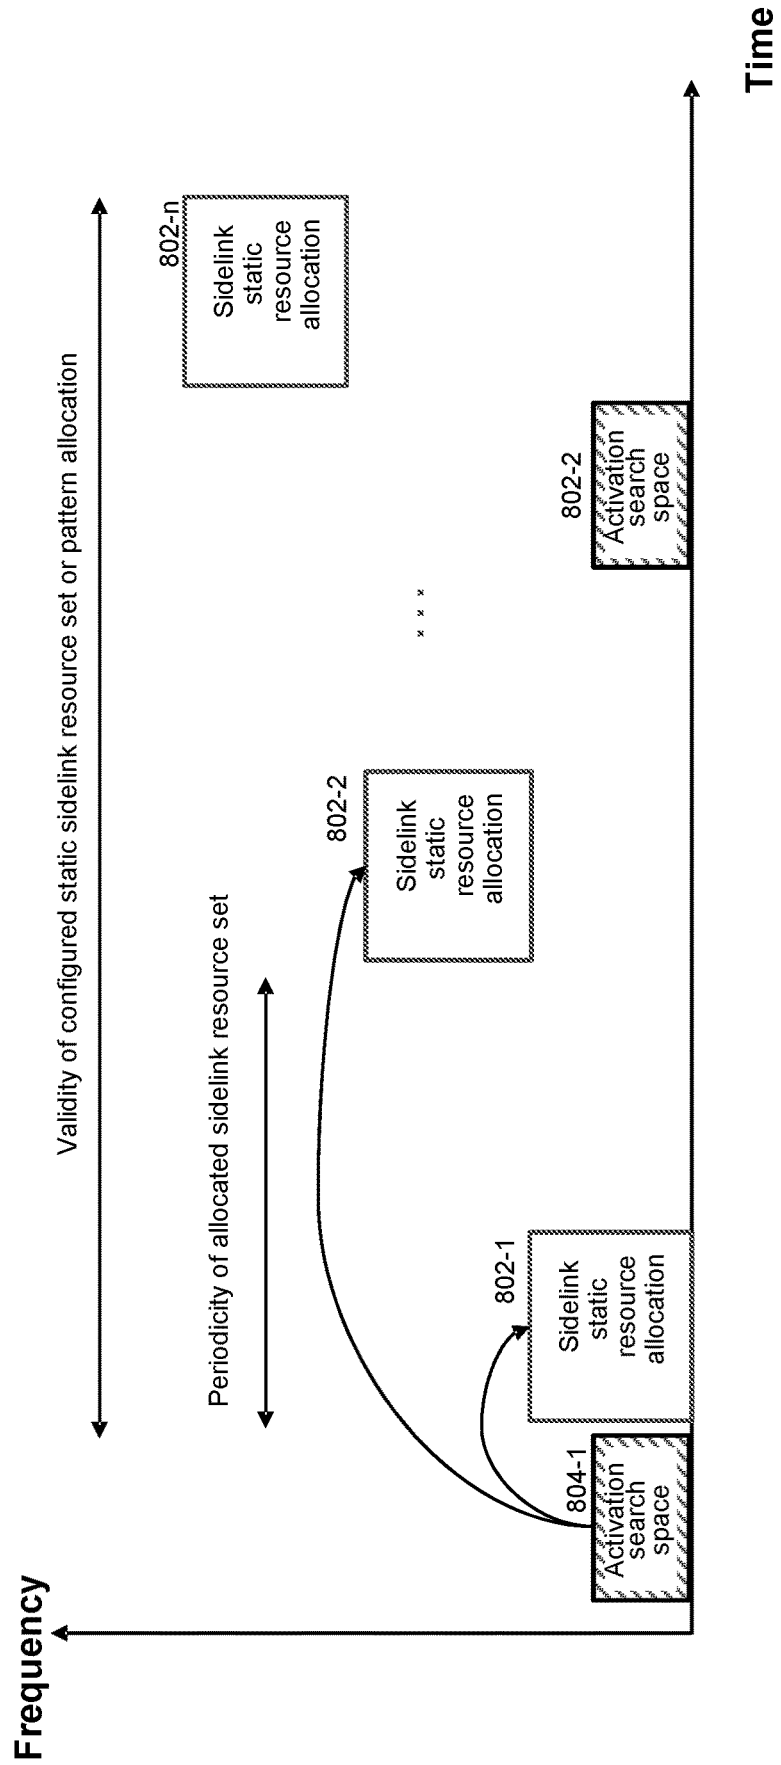 Frequency
Validity of configured static sidelink resource set or pattern allocation
Periodicity of allocated sidelink resource set
804-1
Activation
search
space
802-1
Sidelink
static
resource
allocation
802-2
Sidelink
static
resource
allocation
802-2
Activation
search
space
802-n
Sidelink
static
resource
allocation
Time